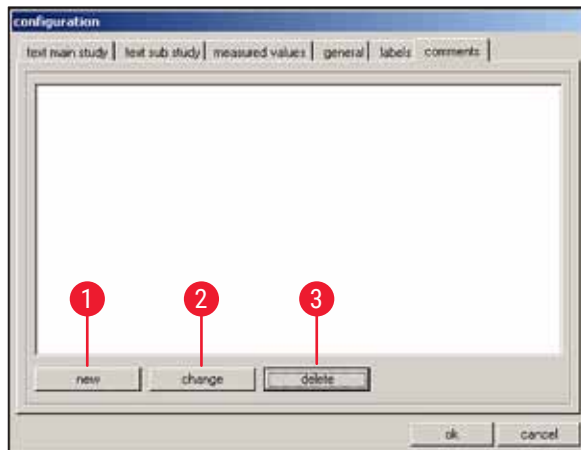 configuration
text main study text sub study measured values general labels comments
1 2 3
new change delete
ok cancel